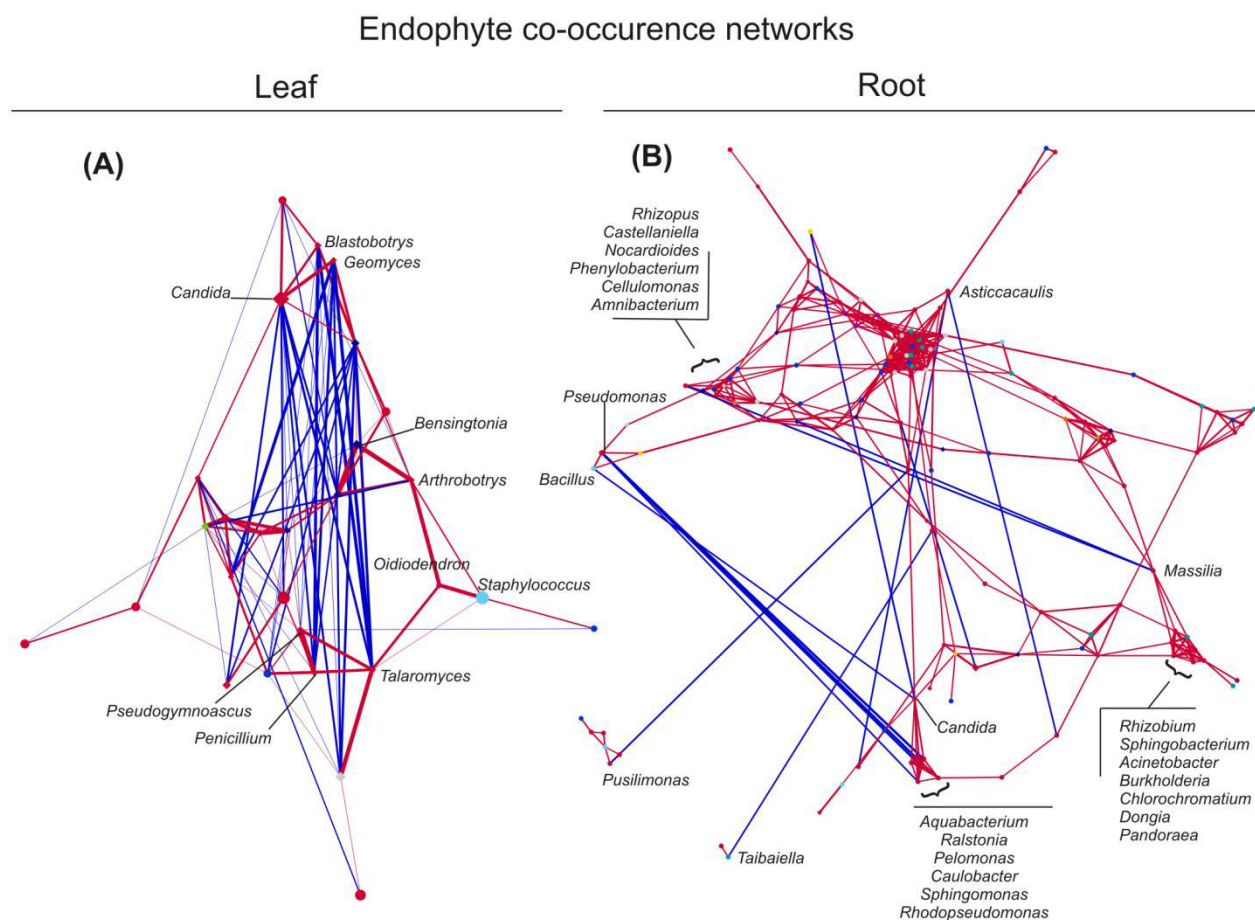 Endophyte co-occurence networks
Leaf
Root
(A)
Blastobotrys
Geomyces
Candida
Bensingtonia
Arthrobotrys
Oidiodendron
Staphylococcus
Talaromyces
Pseudogymnoascus
Penicillium
(B)
Rhizopus
Castellaniella
Nocardioides
Phenylobacterium
Cellulomonas
Amnibacterium
Asticcacaulis
Pseudomonas
Bacillus
Massilia
Candida
Pusilimonas
Taibaiella
Aquabacterium
Ralstonia
Pelomonas
Caulobacter
Sphingomonas
Rhodopseudomonas
Rhizobium
Sphingobacterium
Acinetobacter
Burkholderia
Chlorochromatium
Dongia
Pandoraea